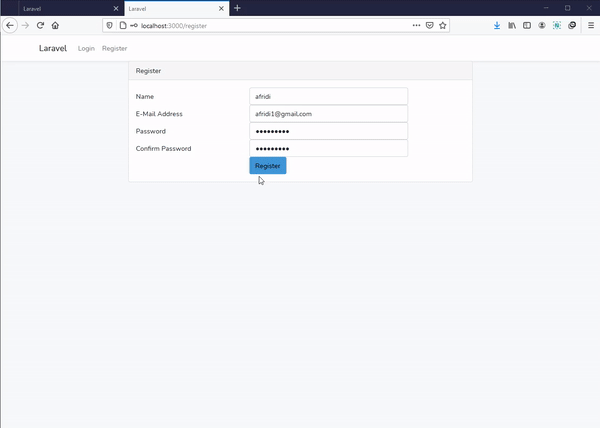 Laravel
Laravel
localhost:3000/register
Laravel Login Register
Register
Name afridi
E-Mail Address afridi1@gmail.com
Password •••••••••
Confirm Password •••••••••
Register